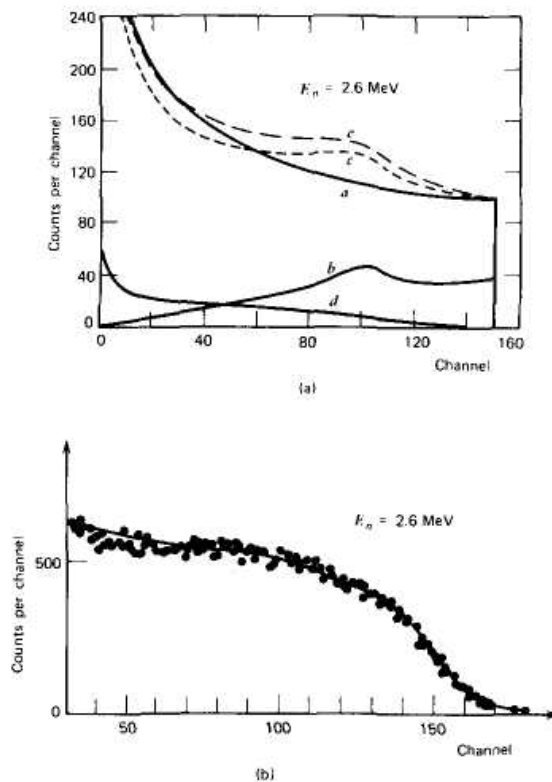 240
200
160
120
80
40
0
Counts per channel
E_n = 2.6 MeV
e
c
a
b
d
0 40 80 120 160
Channel
(a)
500
0
Counts per channel
E_n = 2.6 MeV
50 100 150
Channel
(b)